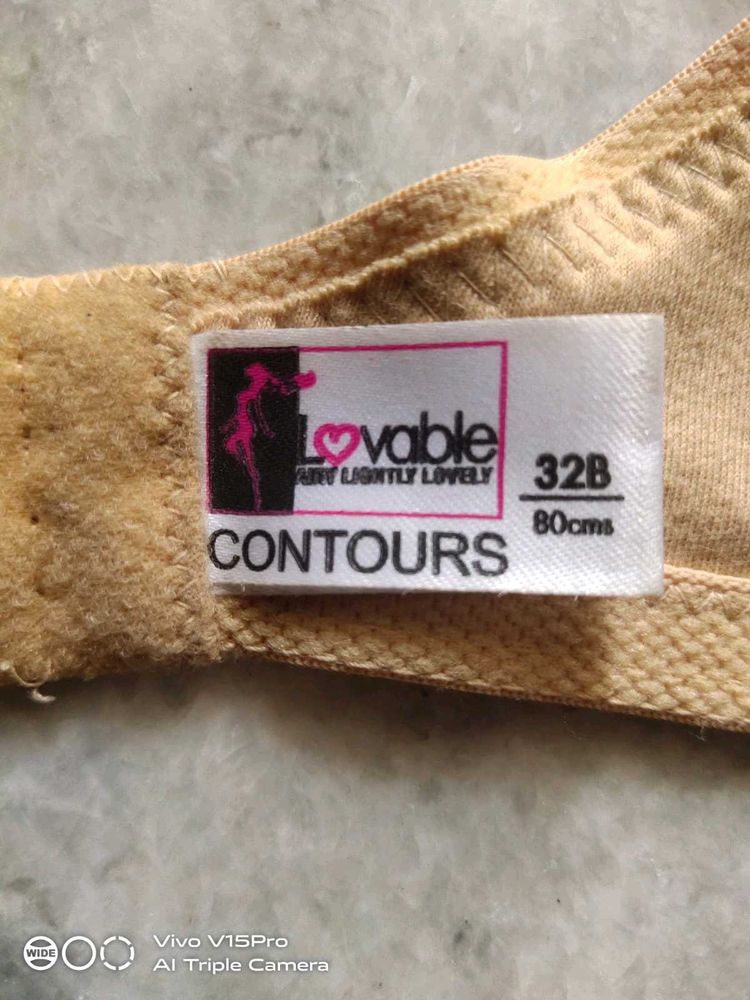 Lovable
LIGHTLY LOVELY
CONTOURS
32B
80cms
WIDE
Vivo V15Pro
AI Triple Camera